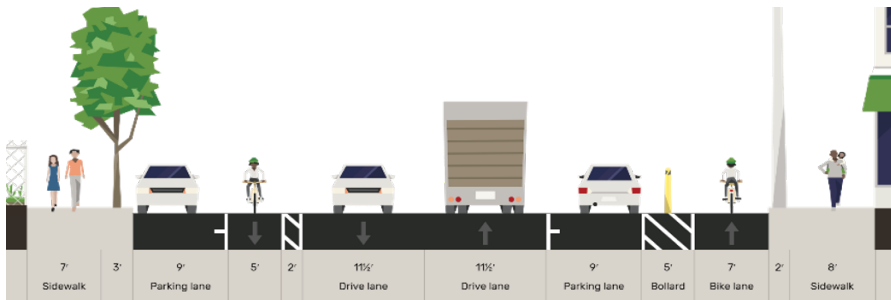 7' 3' 9' 5' 2' 11½' 11½' 9' 5' 7' 2' 8'
Sidewalk Parking lane Drive lane Drive lane Parking lane Bollard Bike lane Sidewalk